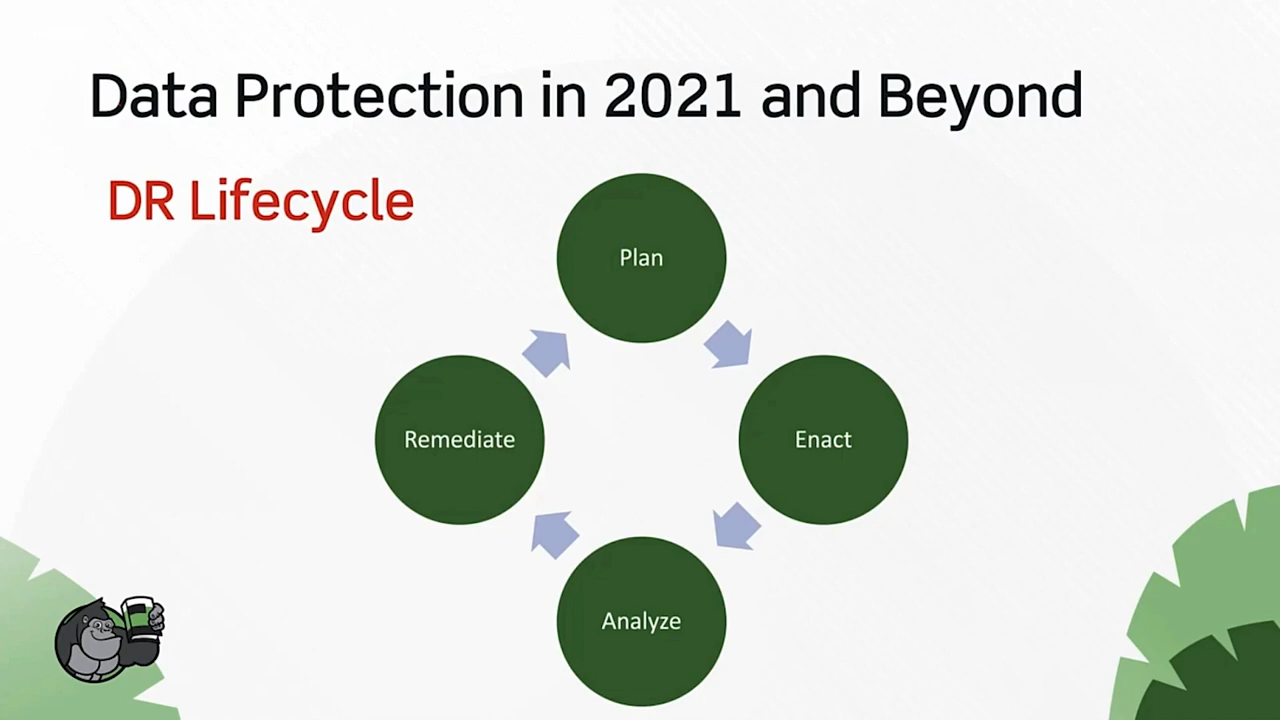 Data Protection in 2021 and Beyond
DR Lifecycle
Plan
Remediate
Enact
Analyze